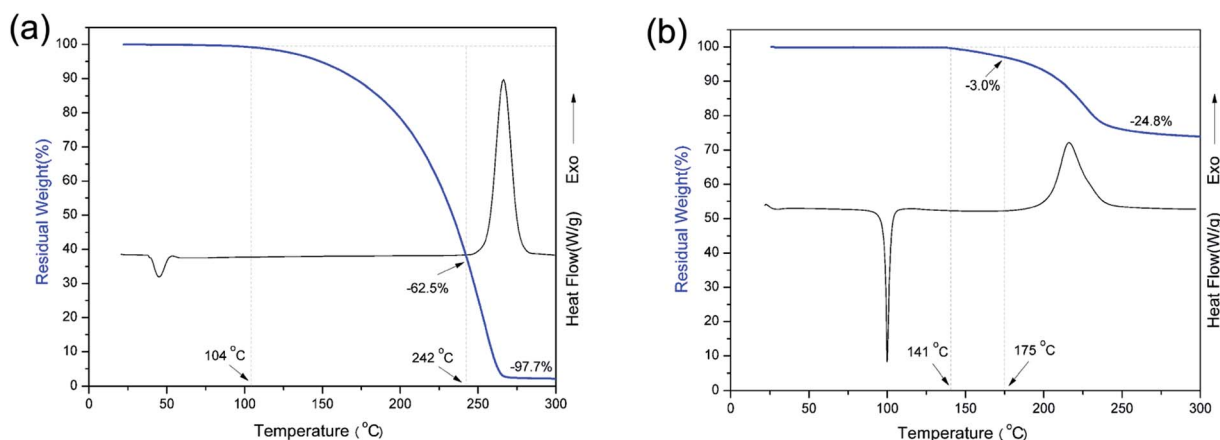 (a)
100
90
80
70
60
50
40
30
20
10
0
Residual Weight(%)
0
50
100
150
200
250
300
Temperature (°C)
104 °C
242 °C
-62.5%
-97.7%
Heat Flow(W/g)
Exo
(b)
100
90
80
70
60
50
40
30
20
10
0
Residual Weight(%)
0
50
100
150
200
250
300
Temperature (°C)
-3.0%
-24.8%
141 °C
175 °C
Heat Flow(W/g)
Exo